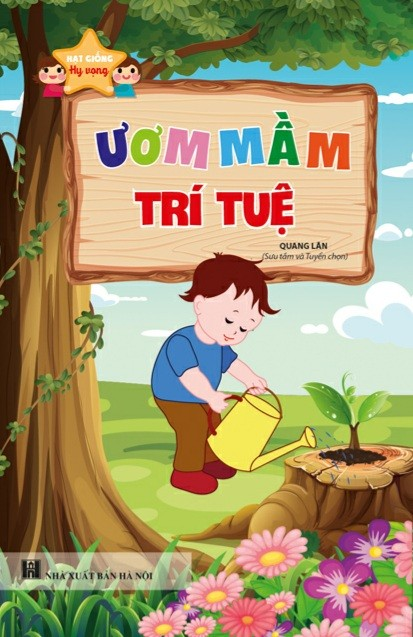 HẠT GIỐNG
Hy vọng
ƯƠM MẦM
TRÍ TUỆ
QUANG LÂN
(Sưu tầm và Tuyển chọn)
NHÀ XUẤT BẢN HÀ NỘI